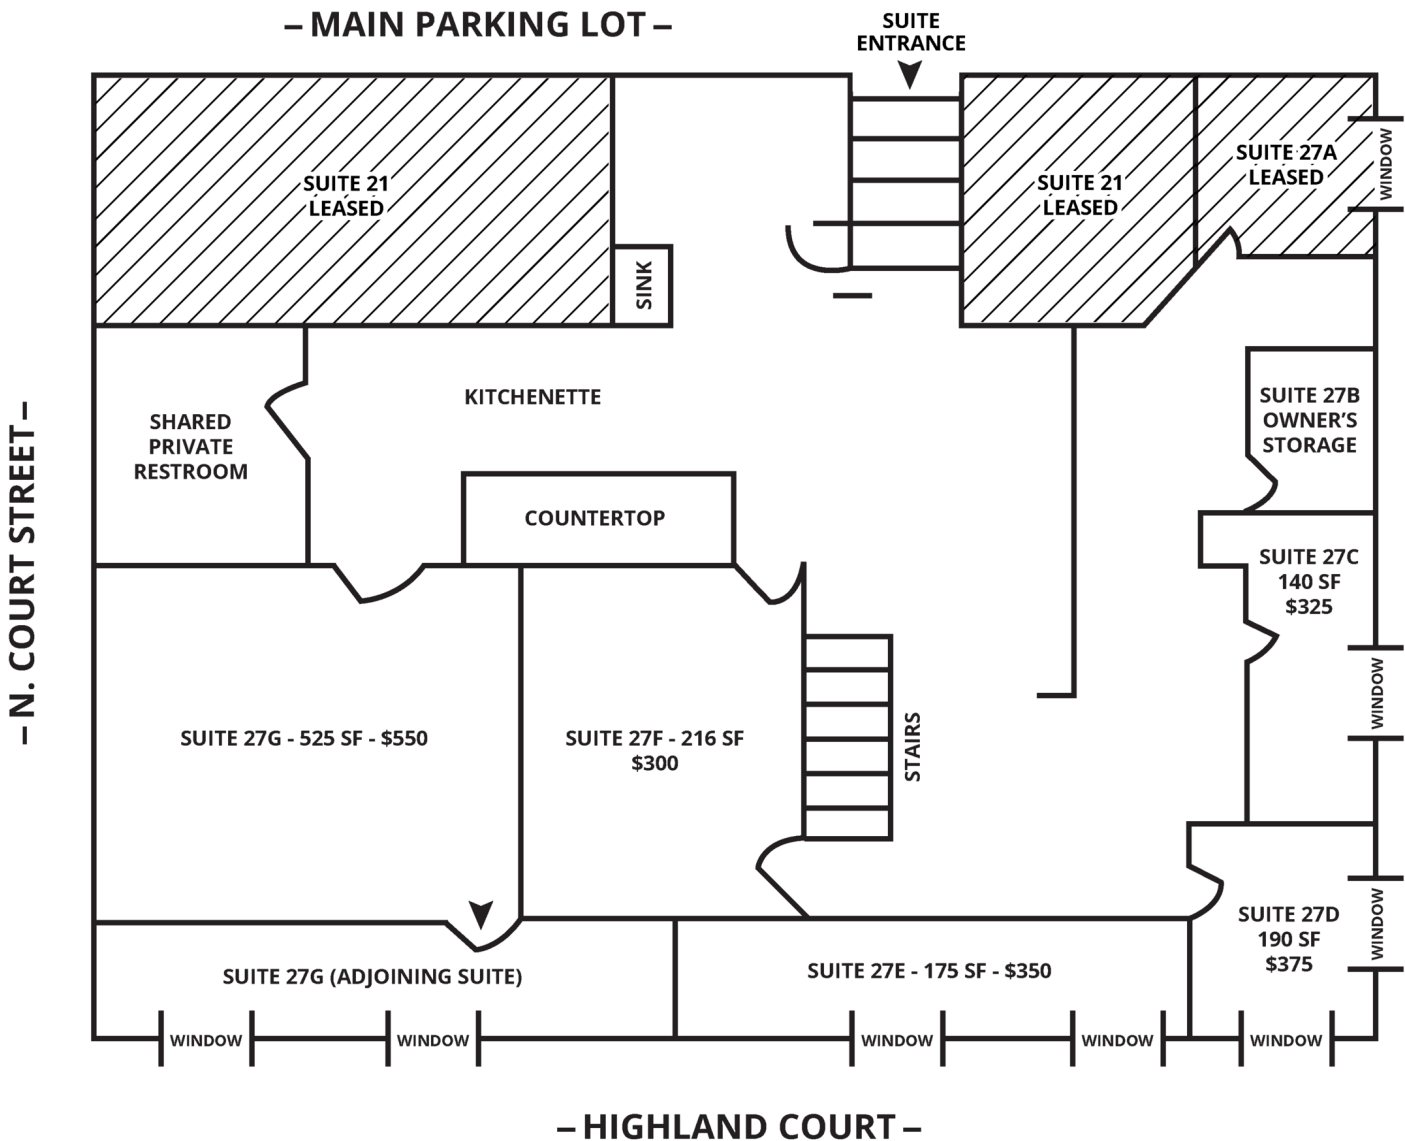 – MAIN PARKING LOT –
SUITE
ENTRANCE
SUITE 21
LEASED
SINK
SUITE 21
LEASED
SUITE 27A
LEASED
WINDOW
– N. COURT STREET –
SHARED
PRIVATE
RESTROOM
KITCHENETTE
COUNTERTOP
SUITE 27B
OWNER’S
STORAGE
SUITE 27C
140 SF
$325
WINDOW
SUITE 27G - 525 SF - $550
SUITE 27F - 216 SF
$300
STAIRS
SUITE 27D
190 SF
$375
WINDOW
SUITE 27G (ADJOINING SUITE)
SUITE 27E - 175 SF - $350
WINDOW
WINDOW
WINDOW
WINDOW
WINDOW
– HIGHLAND COURT –